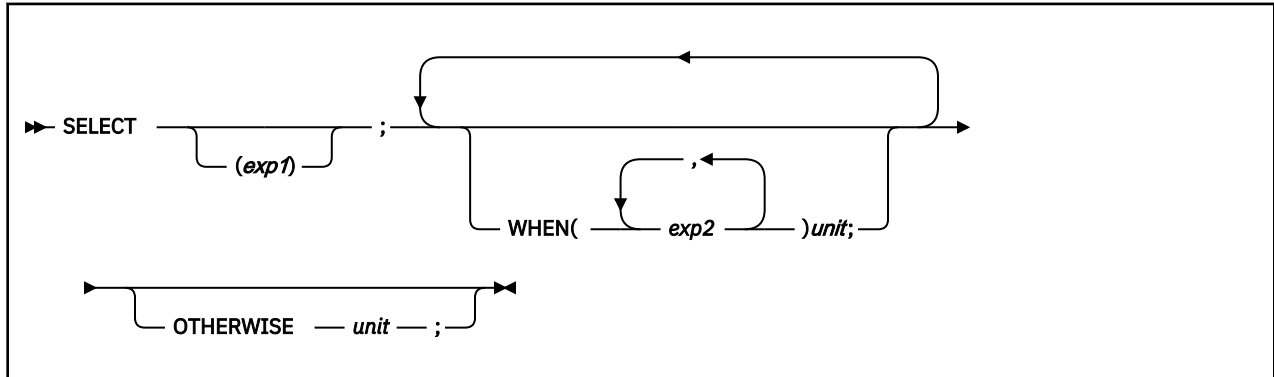 SELECT ;
(exp1)
,
WHEN( exp2 )unit;
OTHERWISE unit ;